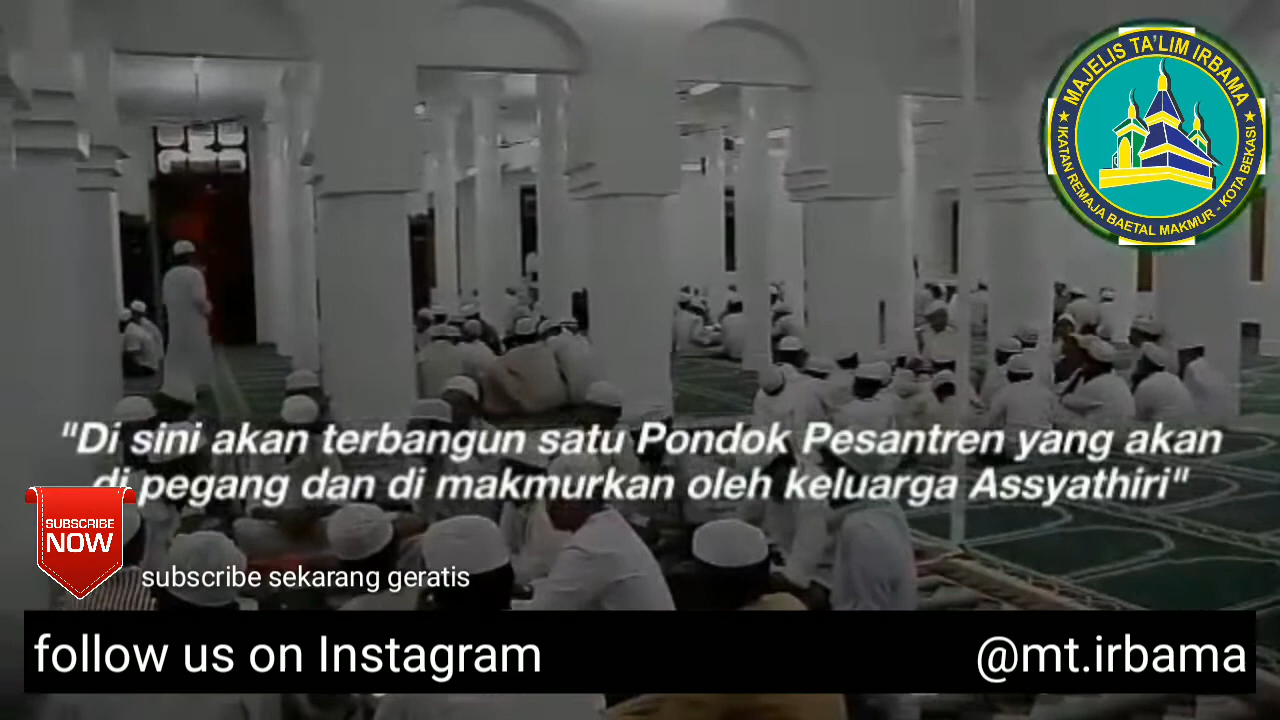 MAJELIS TA'LIM IRBAMA
IKATAN REMAJA BAETAL MAKMUR - KOTA BEKASI
"Di sini akan terbangun satu Pondok Pesantren yang akan
di pegang dan di makmurkan oleh keluarga Assyathiri"
SUBSCRIBE
NOW
subscribe sekarang geratis
follow us on Instagram @mt.irbama